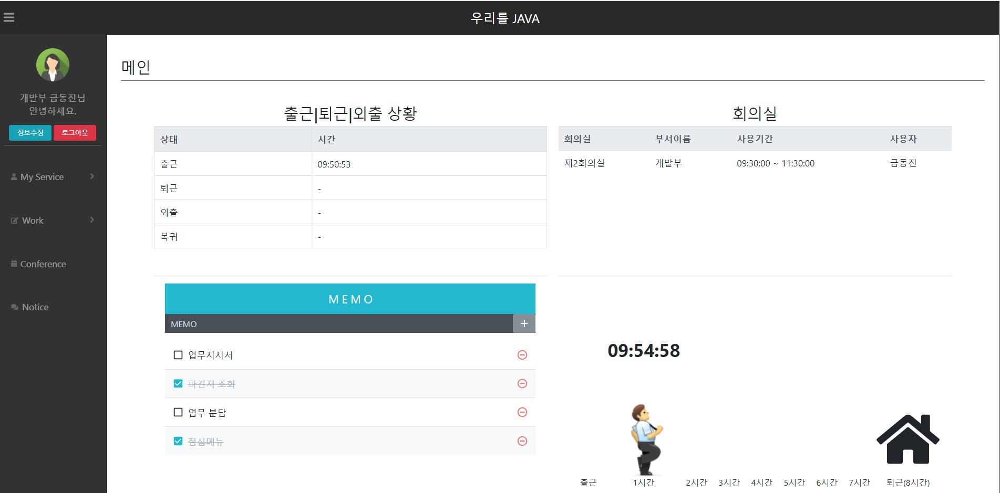 우리를 JAVA
개발부 금동진님
안녕하세요.
정보수정 로그아웃
My Service
Work
Conference
Notice
메인
출근|퇴근|외출 상황
상태 시간
출근 09:50:53
퇴근 -
외출 -
복귀 -
회의실
회의실 부서이름 사용기간 사용자
제2회의실 개발부 09:30:00 ~ 11:30:00 금동진
MEMO
MEMO +
업무지시서
파견지 조회
업무 분담
점심메뉴
09:54:58
출근 1시간 2시간 3시간 4시간 5시간 6시간 7시간 퇴근(8시간)